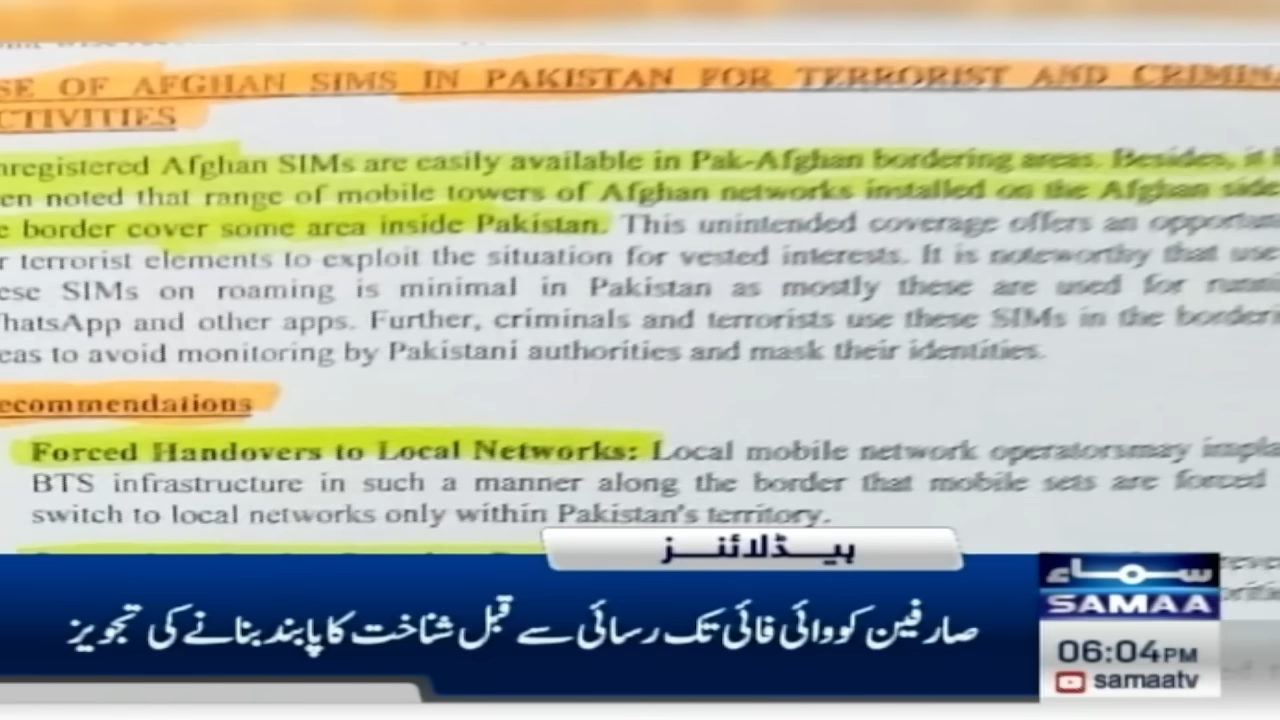 SE OF AFGHAN SIMS IN PAKISTAN FOR TERRORIST AND CRIMIN
CTIVITIES
nregistered Afghan SIMs are easily available in Pak-Afghan bordering areas. Besides, it
en noted that range of mobile towers of Afghan networks installed on the Afghan side
e border cover some area inside Pakistan. This unintended coverage offers an opportun
r terrorist elements to exploit the situation for vested interests. It is noteworthy that use
ese SIMs on roaming is minimal in Pakistan as mostly these are used for runni
hatsApp and other apps. Further, criminals and terrorists use these SIMs in the borderi
eas to avoid monitoring by Pakistani authorities and mask their identities.
ecommendations
Forced Handovers to Local Networks: Local mobile network operatorsmay impla
BTS infrastructure in such a manner along the border that mobile sets are forced
switch to local networks only within Pakistan's territory.
ہیڈلائنز
صارفین کو وائی فائی تک رسائی سے قبل شناخت کا پابند بنانے کی تجویز
سماء
SAMAA
06:04PM
samaatv